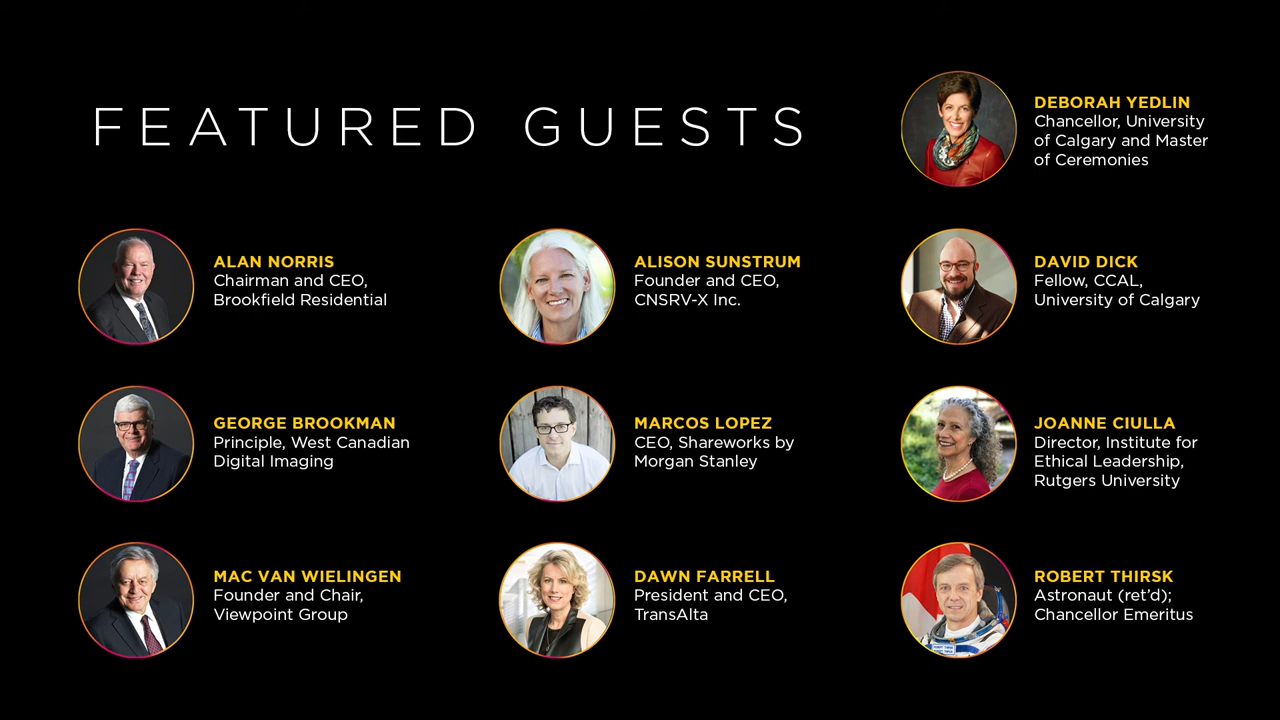 FEATURED GUESTS
DEBORAH YEDLIN
Chancellor, University
of Calgary and Master
of Ceremonies
ALAN NORRIS
Chairman and CEO,
Brookfield Residential
ALISON SUNSTRUM
Founder and CEO,
CNSRV-X Inc.
DAVID DICK
Fellow, CCAL,
University of Calgary
GEORGE BROOKMAN
Principle, West Canadian
Digital Imaging
MARCOS LOPEZ
CEO, Shareworks by
Morgan Stanley
JOANNE CIULLA
Director, Institute for
Ethical Leadership,
Rutgers University
MAC VAN WIELINGEN
Founder and Chair,
Viewpoint Group
DAWN FARRELL
President and CEO,
TransAlta
ROBERT THIRSK
Astronaut (ret’d);
Chancellor Emeritus